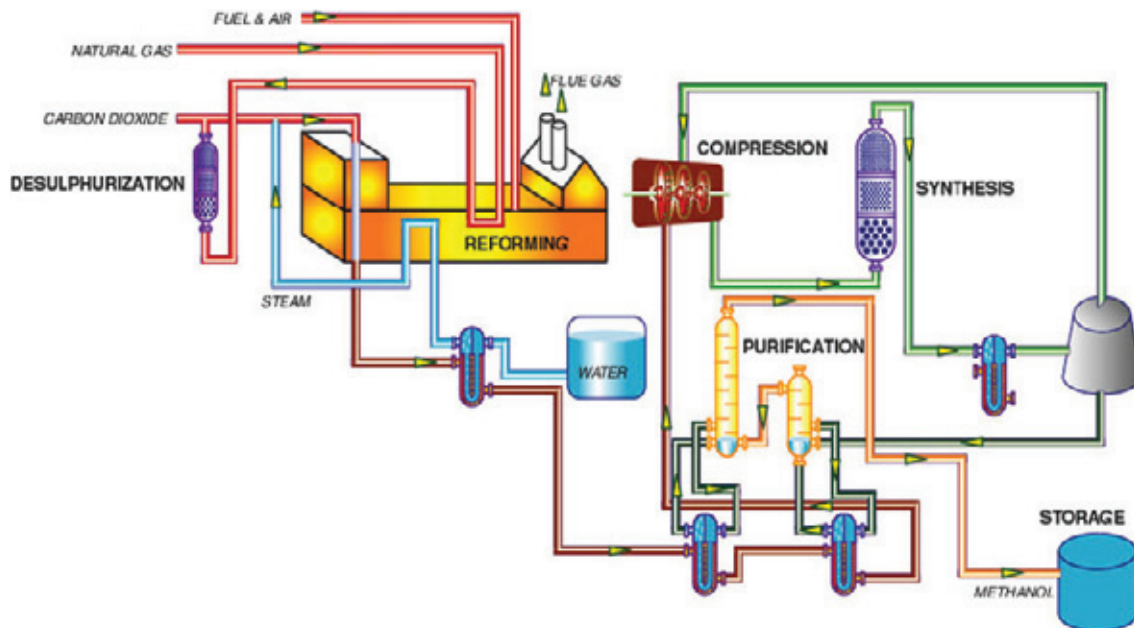 FUEL & AIR
NATURAL GAS
FLUE GAS
CARBON DIOXIDE
COMPRESSION
DESULPHURIZATION
SYNTHESIS
REFORMING
STEAM
PURIFICATION
WATER
STORAGE
METHANOL